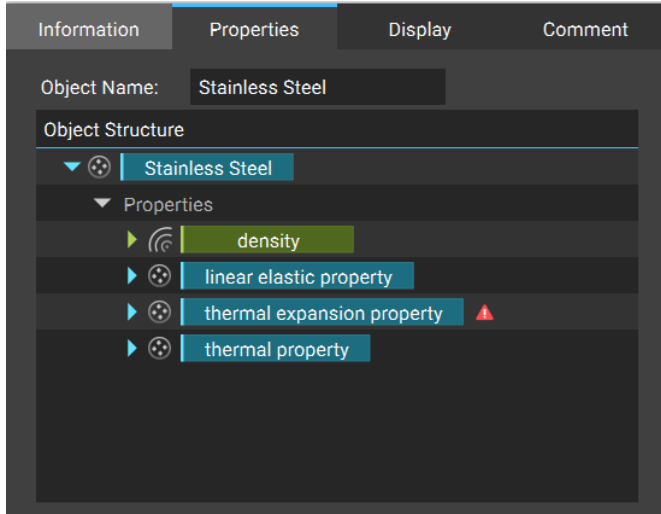 Information Properties Display Comment
Object Name: Stainless Steel
Object Structure
Stainless Steel
Properties
density
linear elastic property
thermal expansion property
thermal property